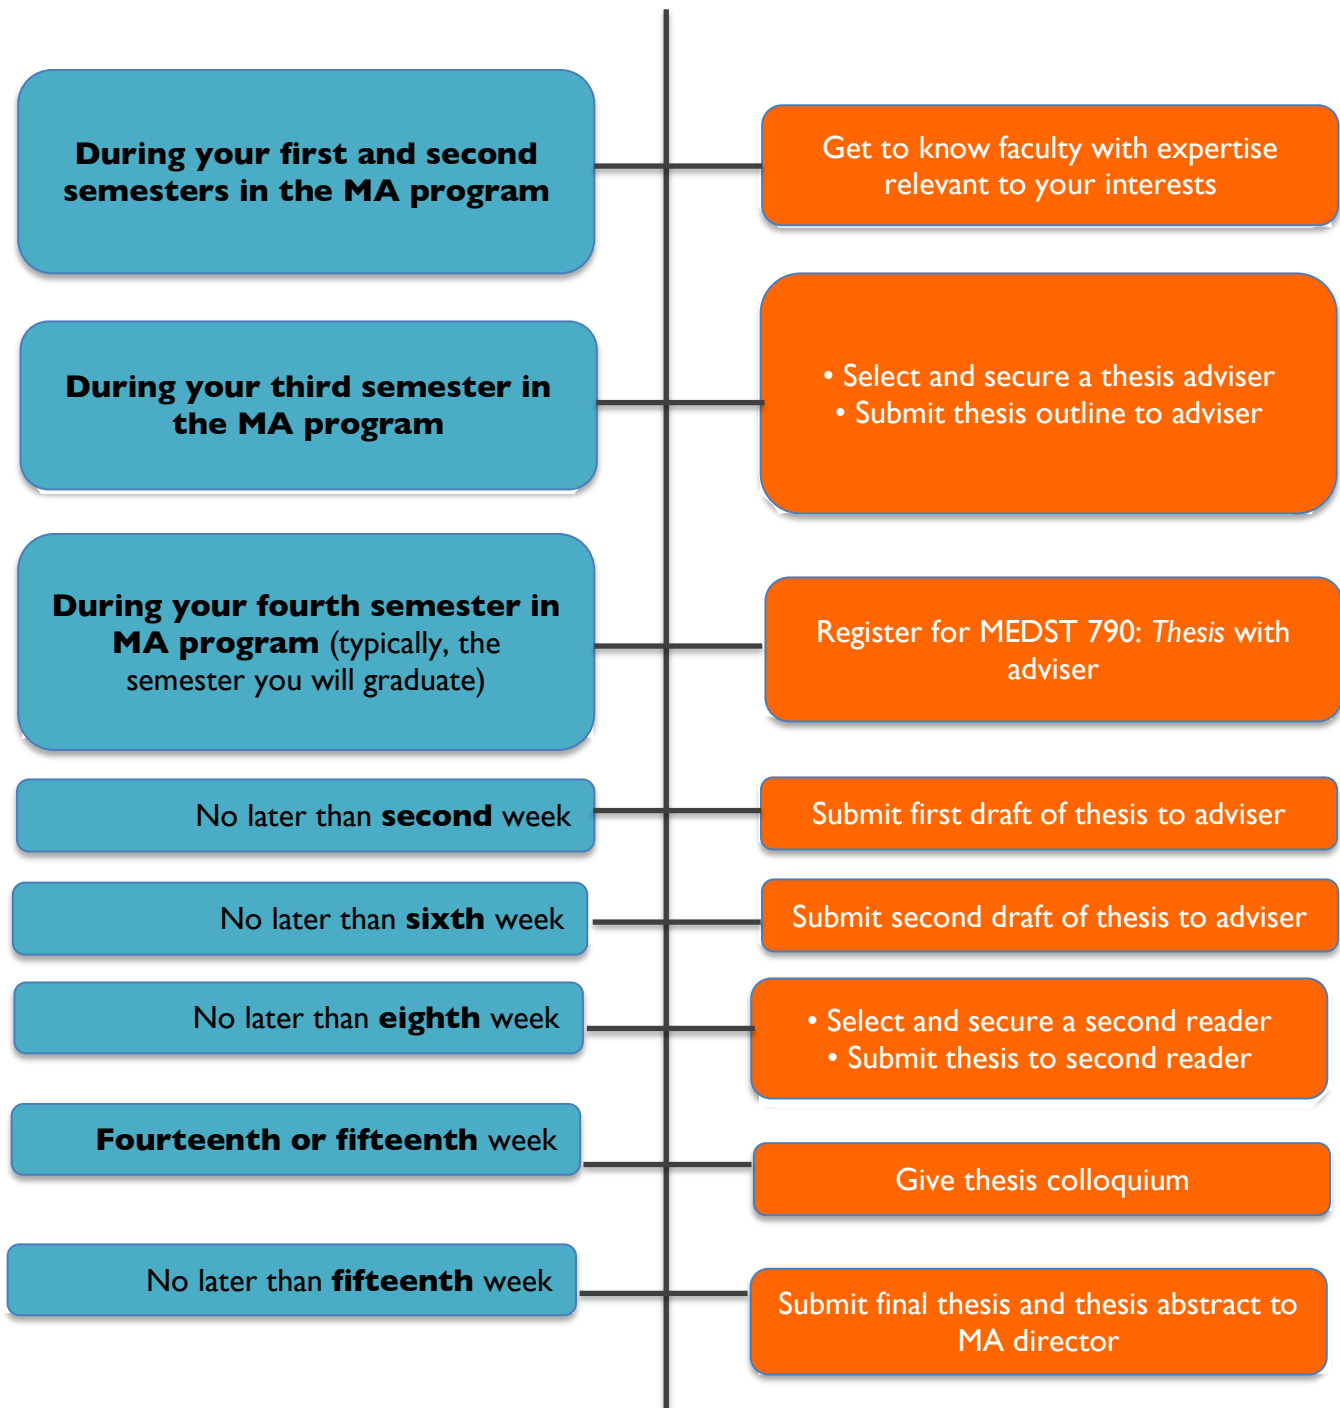 During your first and second
semesters in the MA program
Get to know faculty with expertise
relevant to your interests
During your third semester in
the MA program
• Select and secure a thesis adviser
• Submit thesis outline to adviser
During your fourth semester in
MA program (typically, the
semester you will graduate)
Register for MEDST 790: Thesis with
adviser
No later than second week
Submit first draft of thesis to adviser
No later than sixth week
Submit second draft of thesis to adviser
No later than eighth week
• Select and secure a second reader
• Submit thesis to second reader
Fourteenth or fifteenth week
Give thesis colloquium
No later than fifteenth week
Submit final thesis and thesis abstract to
MA director